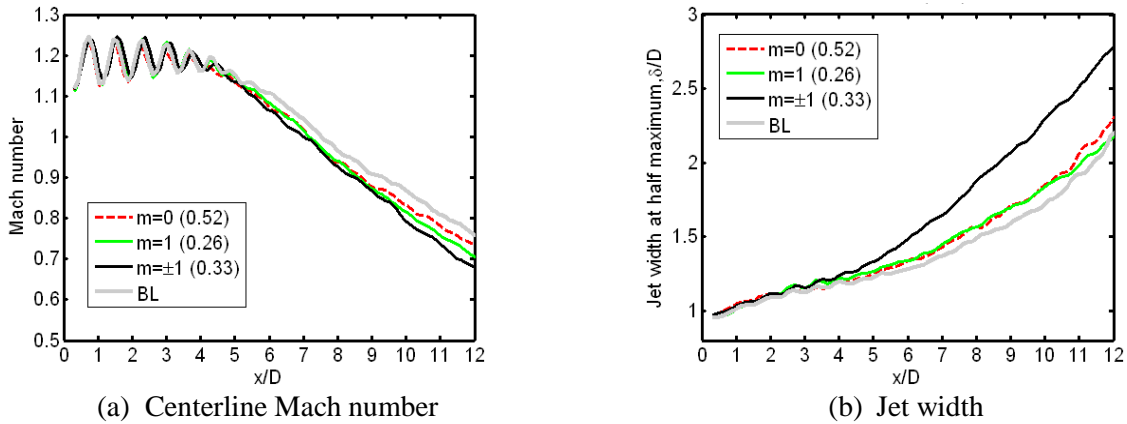 1.3
1.2
1.1
1
0.9
0.8
0.7
0.6
0.5
Mach number
m=0 (0.52)
m=1 (0.26)
m=±1 (0.33)
BL
0 1 2 3 4 5 6 7 8 9 10 11 12
x/D
(a) Centerline Mach number
3
2.5
2
1.5
1
Jet width at half maximum,δ/D
m=0 (0.52)
m=1 (0.26)
m=±1 (0.33)
BL
0 1 2 3 4 5 6 7 8 9 10 11 12
x/D
(b) Jet width